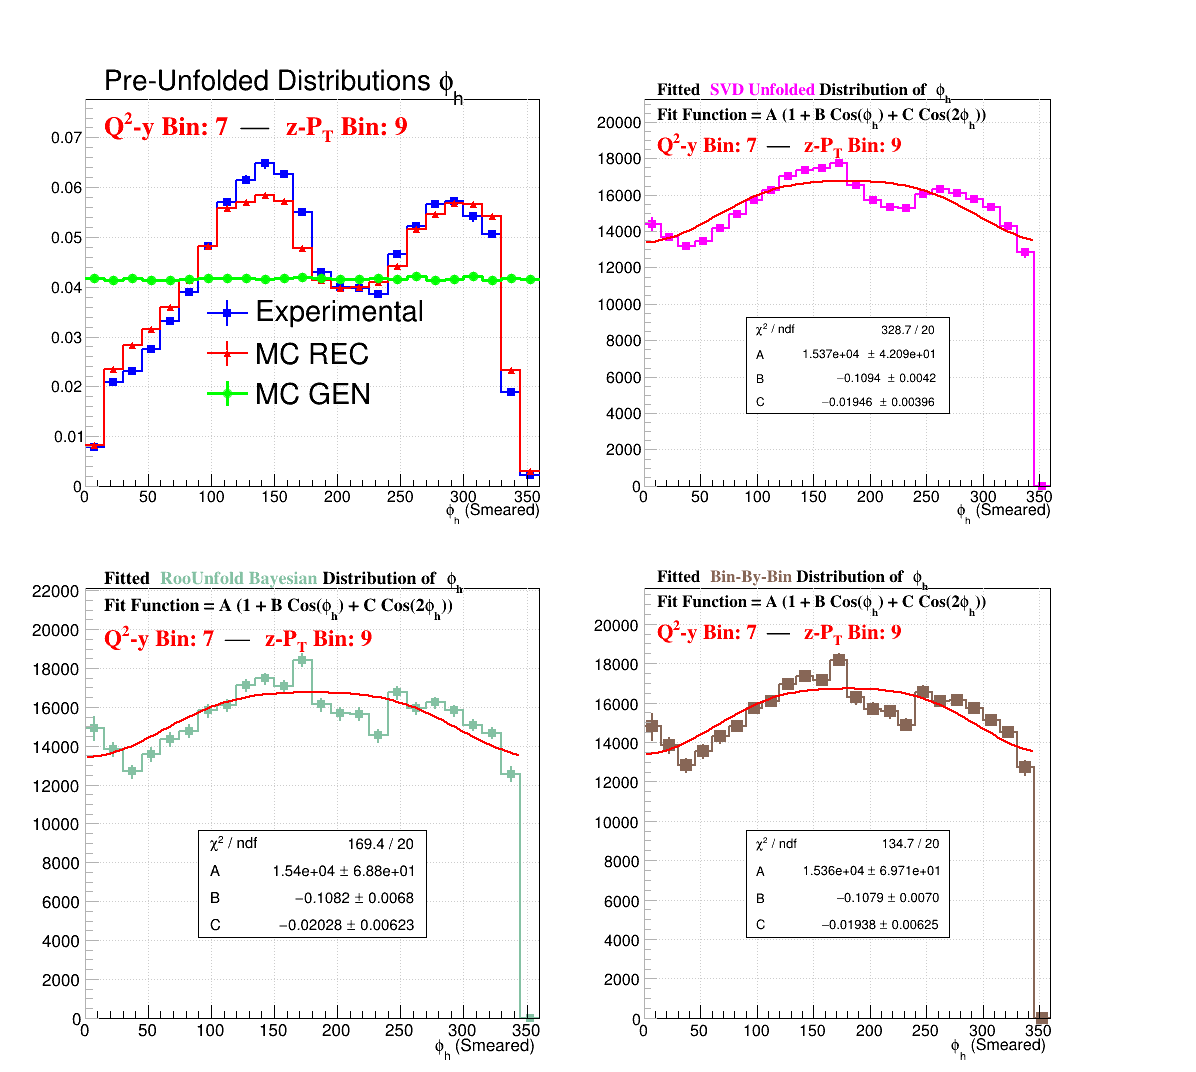 Pre-Unfolded Distributions ϕh
Q²-y Bin: 7 — z-PT Bin: 9
0.07
0.06
0.05
0.04
0.03
0.02
0.01
0
Experimental
MC REC
MC GEN
0 50 100 150 200 250 300 350
ϕh (Smeared)
Fitted SVD Unfolded Distribution of ϕh
Fit Function = A (1 + B Cos(ϕh) + C Cos(2ϕh))
Q²-y Bin: 7 — z-PT Bin: 9
20000
18000
16000
14000
12000
10000
8000
6000
4000
2000
0
χ² / ndf 328.7 / 20
A 1.537e+04 ± 4.209e+01
B −0.1094 ± 0.0042
C −0.01946 ± 0.00396
0 50 100 150 200 250 300 350
ϕh (Smeared)
Fitted RooUnfold Bayesian Distribution of ϕh
Fit Function = A (1 + B Cos(ϕh) + C Cos(2ϕh))
Q²-y Bin: 7 — z-PT Bin: 9
22000
20000
18000
16000
14000
12000
10000
8000
6000
4000
2000
0
χ² / ndf 169.4 / 20
A 1.54e+04 ± 6.88e+01
B −0.1082 ± 0.0068
C −0.02028 ± 0.00623
0 50 100 150 200 250 300 350
ϕh (Smeared)
Fitted Bin-By-Bin Distribution of ϕh
Fit Function = A (1 + B Cos(ϕh) + C Cos(2ϕh))
Q²-y Bin: 7 — z-PT Bin: 9
20000
18000
16000
14000
12000
10000
8000
6000
4000
2000
0
χ² / ndf 134.7 / 20
A 1.536e+04 ± 6.971e+01
B −0.1079 ± 0.0070
C −0.01938 ± 0.00625
0 50 100 150 200 250 300 350
ϕh (Smeared)